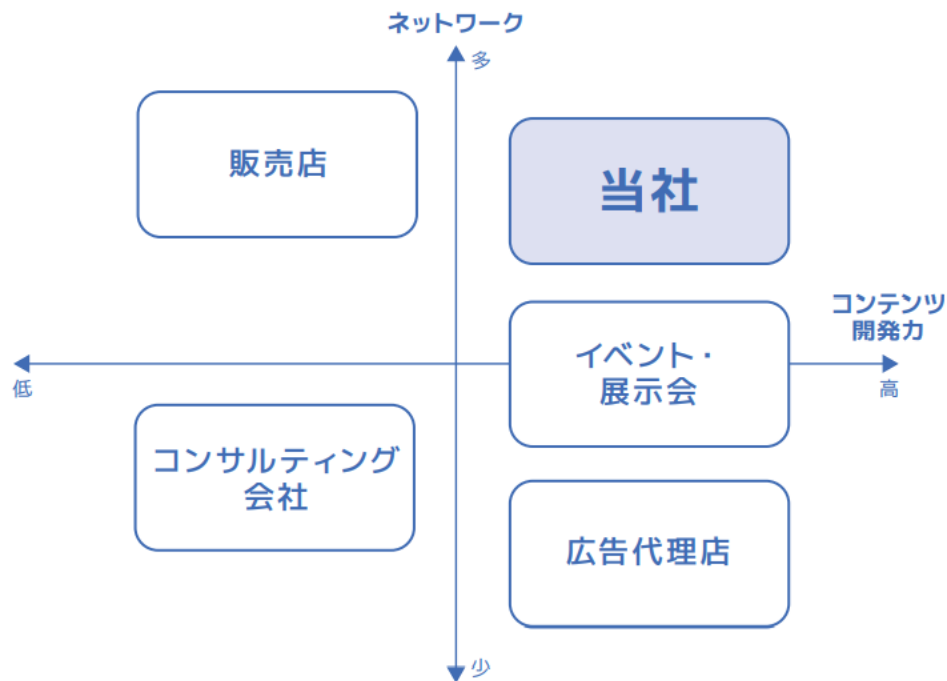 ネットワーク
多
販売店
当社
コンテンツ
開発力
イベント・
展示会
低
高
コンサルティング
会社
広告代理店
少